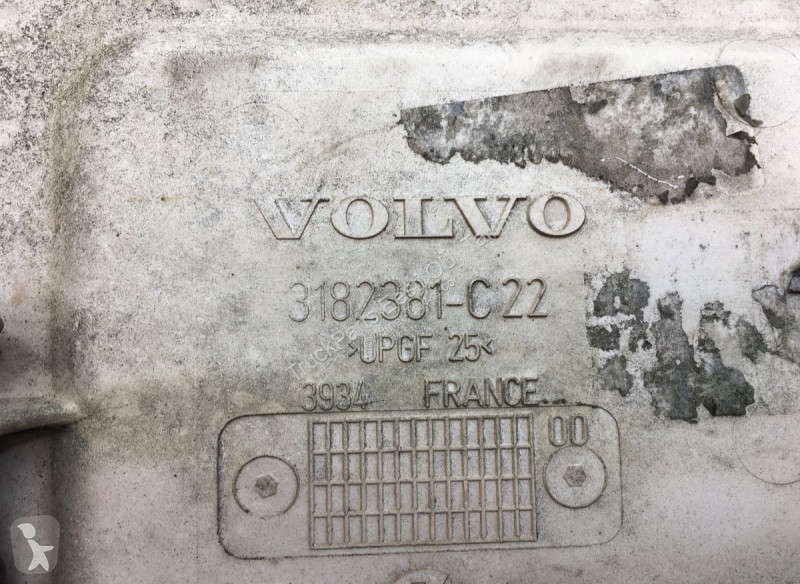 VOLVO
3182381-C22
>UPGF 25<
3934 FRANCE
00